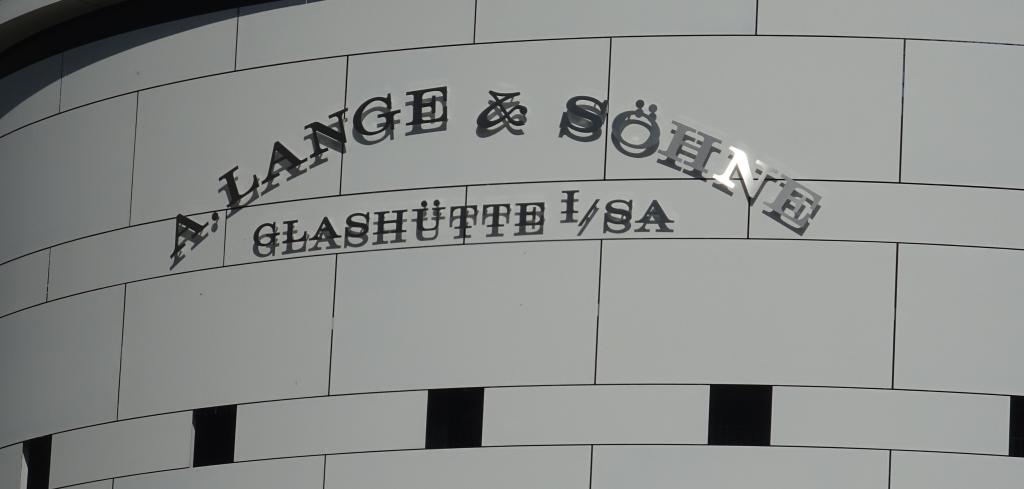 A. LANGE & SÖHNE
GLASHÜTTE I/SA